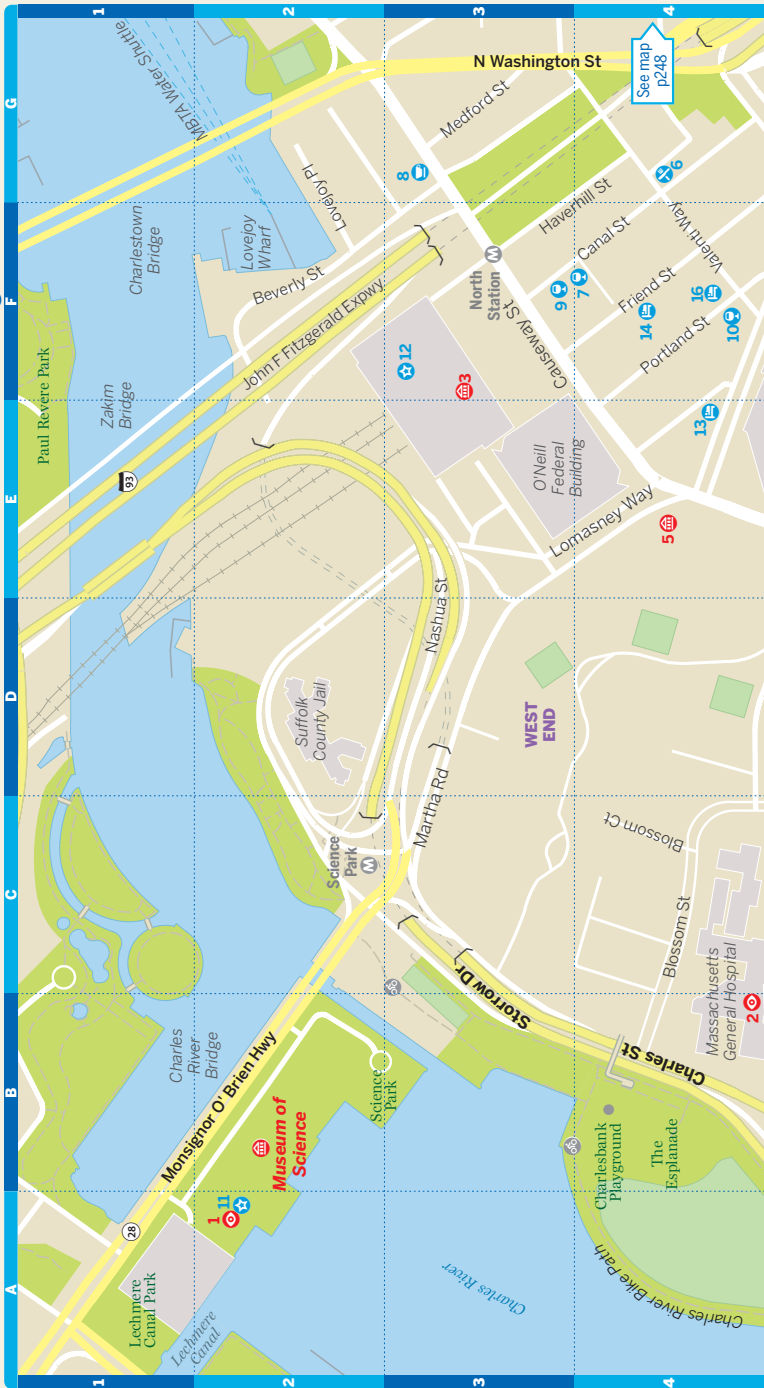 1
2
3
4
G
F
E
D
C
B
A
1
2
3
4
MBTA Water Shuttle
N Washington St
See map
p248
Medford St
8
6
Lovejoy Pl
Charlestown
Bridge
Lovejoy
Wharf
Beverly St
John F Fitzgerald Expwy
Haverhill St
Canal St
Valenti Way
North
Station
M
9
7
Friend St
16
14
10
Portland St
Causeway St
12
3
13
Paul Revere Park
Zakim
Bridge
93
O'Neill
Federal
Building
Lomasney Way
5
Nashua St
Suffolk
County Jail
WEST
END
Martha Rd
Science
Park
M
Blossom Ct
Blossom St
Massachusetts
General Hospital
2
Storrow Dr
Charles St
Charles
River
Bridge
Monsignor O' Brien Hwy
Museum of
Science
Science
Park
Charlesbank
Playground
The
Esplanade
28
1
11
Lechmere
Canal Park
Lechmere
Canal
Charles River
Charles River Bike Path